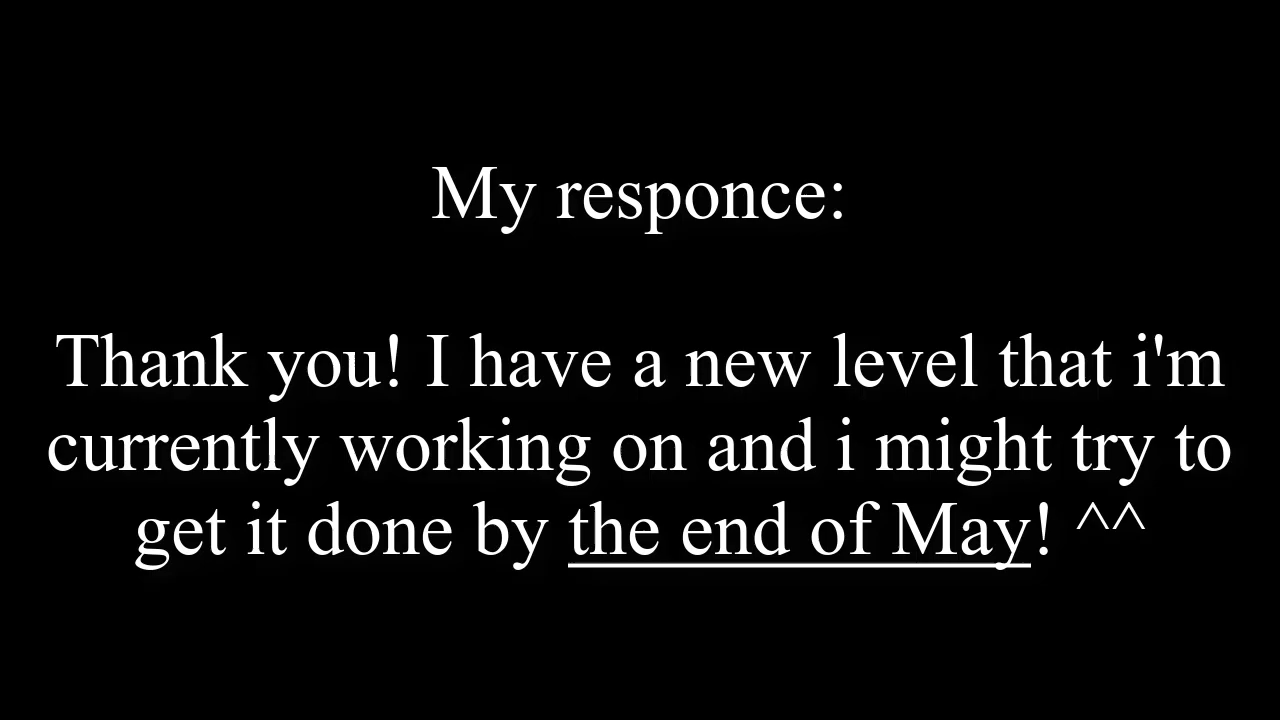 My responce:
Thank you! I have a new level that i'm
currently working on and i might try to
get it done by the end of May! ^^